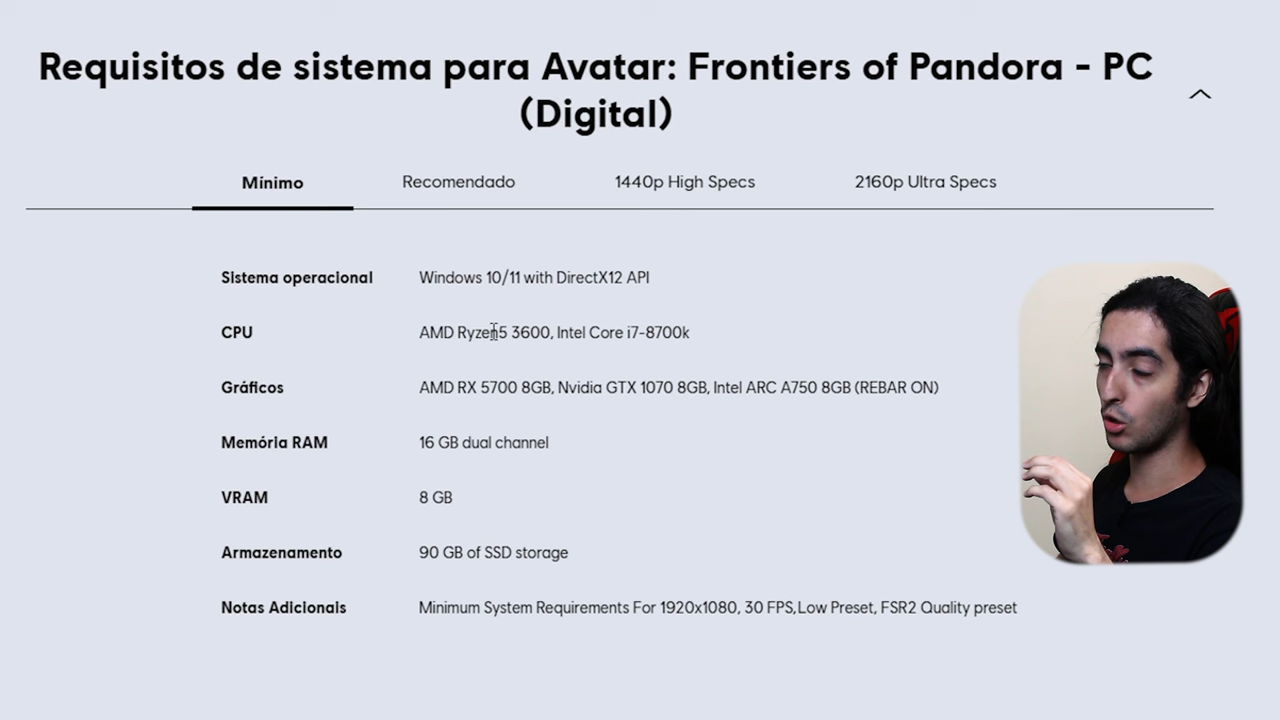 Requisitos de sistema para Avatar: Frontiers of Pandora - PC
(Digital)
Mínimo Recomendado 1440p High Specs 2160p Ultra Specs
Sistema operacional Windows 10/11 with DirectX12 API
CPU AMD Ryzen 5 3600, Intel Core i7-8700k
Gráficos AMD RX 5700 8GB, Nvidia GTX 1070 8GB, Intel ARC A750 8GB (REBAR ON)
Memória RAM 16 GB dual channel
VRAM 8 GB
Armazenamento 90 GB of SSD storage
Notas Adicionais Minimum System Requirements For 1920x1080, 30 FPS,Low Preset, FSR2 Quality preset